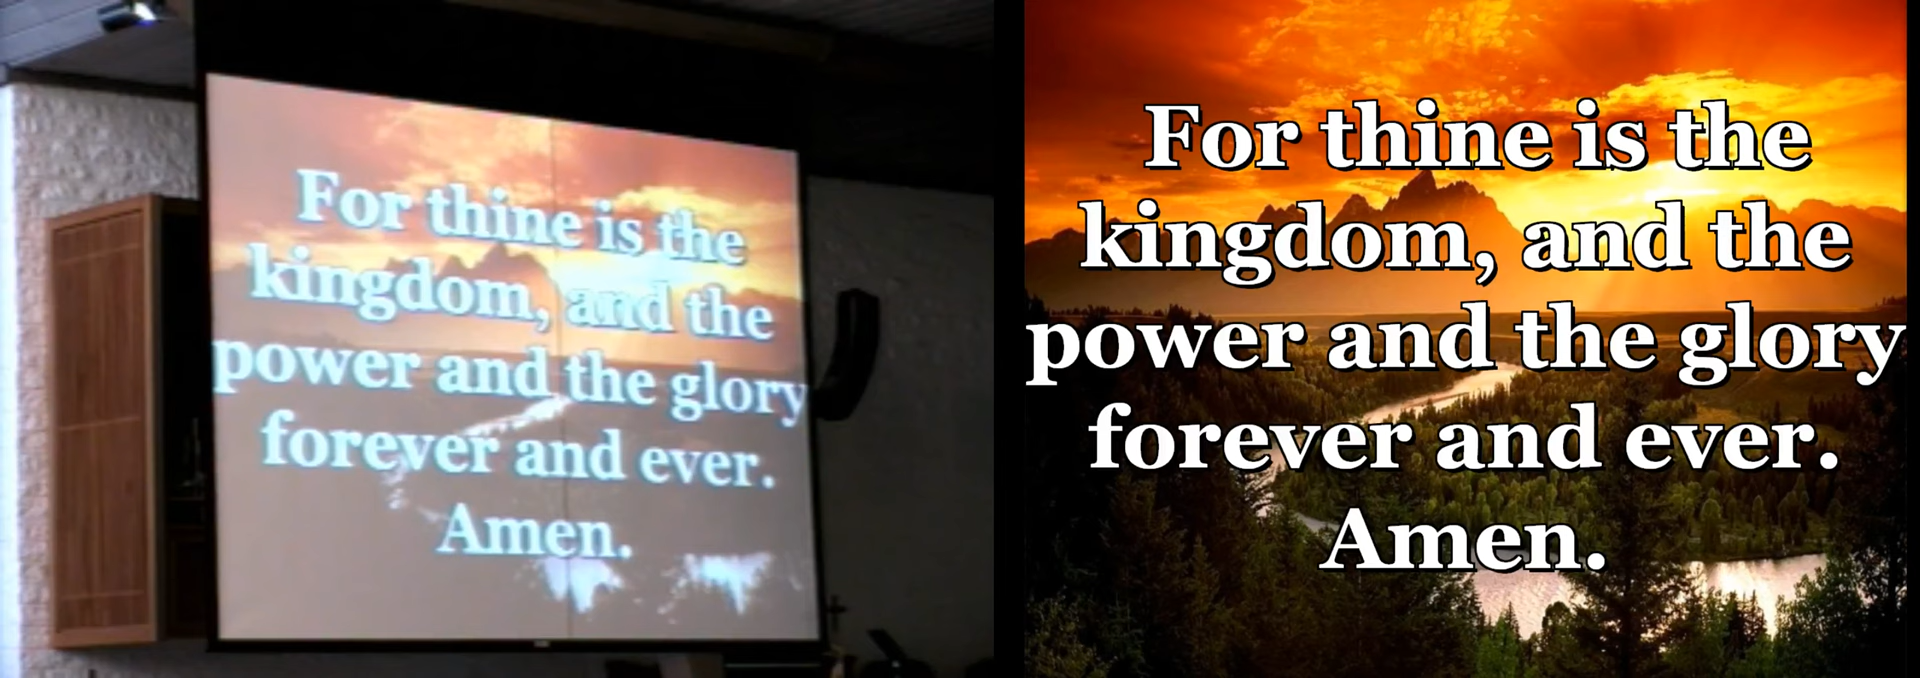 For thine is the
kingdom, and the
power and the glory
forever and ever.
Amen.
For thine is the
kingdom, and the
power and the glory
forever and ever.
Amen.